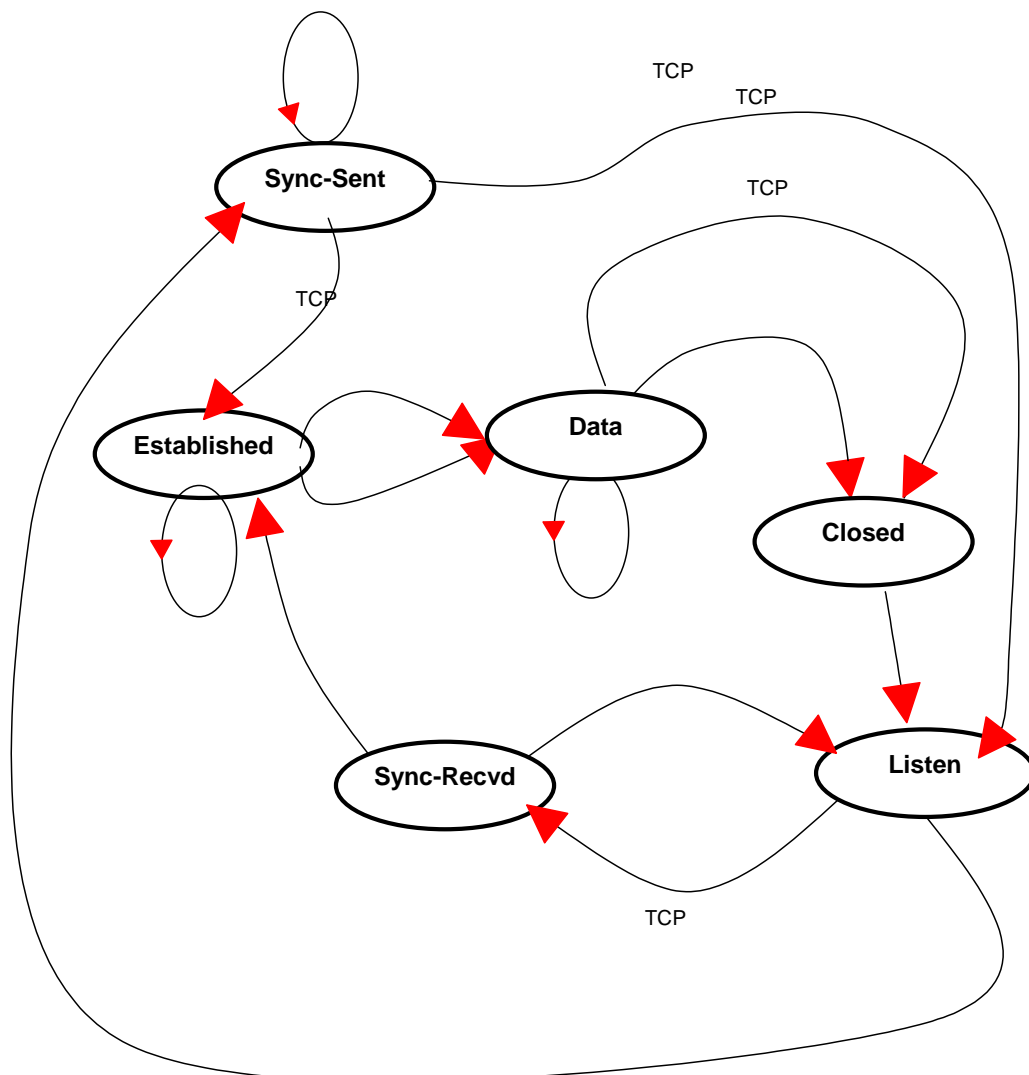 TCP
TCP
Sync-Sent
TCP
TCP
Data
Established
Closed
Listen
Sync-Recvd
TCP